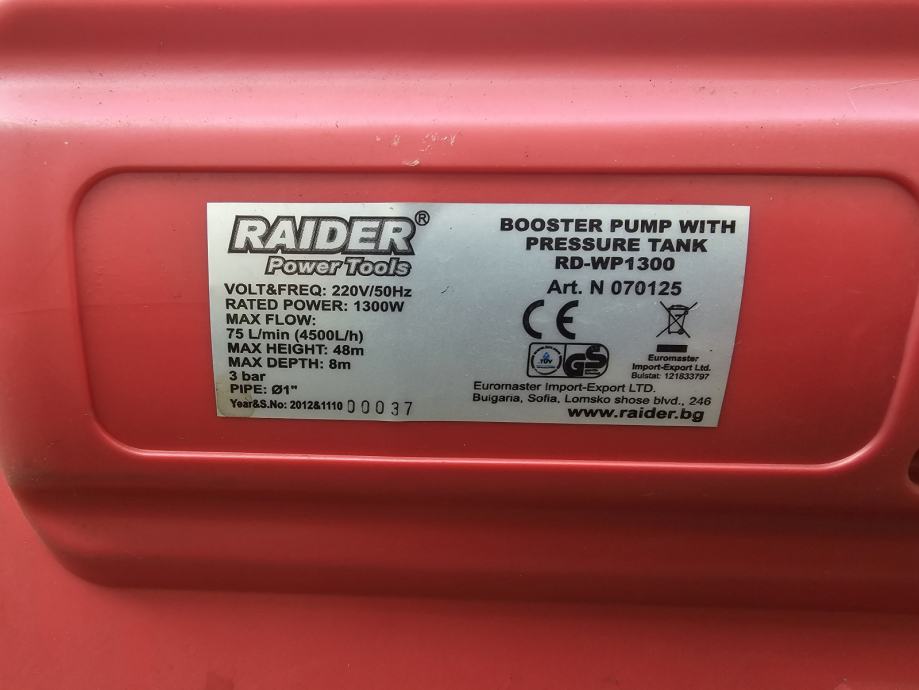 RAIDER®
Power Tools
VOLT&FREQ: 220V/50Hz
RATED POWER: 1300W
MAX FLOW:
75 L/min (4500L/h)
MAX HEIGHT: 48m
MAX DEPTH: 8m
3 bar
PIPE: Ø1"
Year&S.No: 2012&1110 00037
BOOSTER PUMP WITH
PRESSURE TANK
RD-WP1300
Art. N 070125
CE
TÜV
GS
Euromaster
Import-Export Ltd.
Bulstat: 121833797
Euromaster Import-Export LTD.
Bulgaria, Sofia, Lomsko shose blvd., 246
www.raider.bg